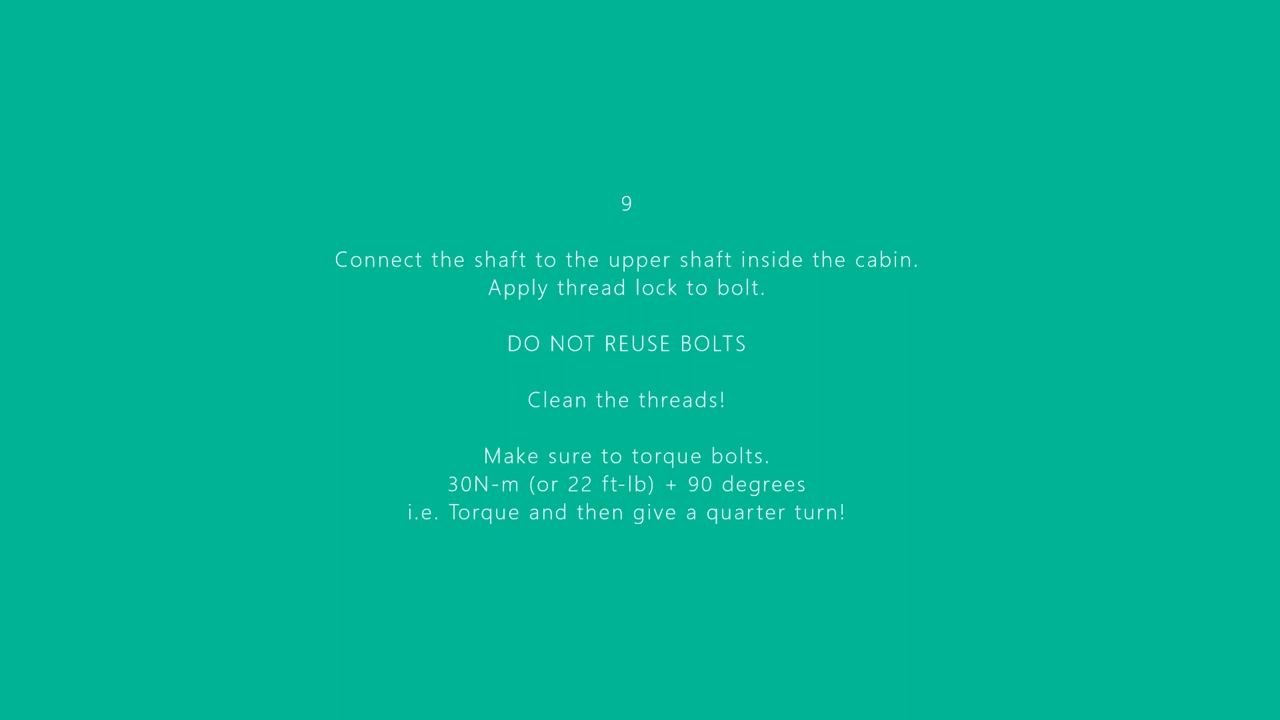 9
Connect the shaft to the upper shaft inside the cabin.
Apply thread lock to bolt.
DO NOT REUSE BOLTS
Clean the threads!
Make sure to torque bolts.
30N-m (or 22 ft-lb) + 90 degrees
i.e. Torque and then give a quarter turn!